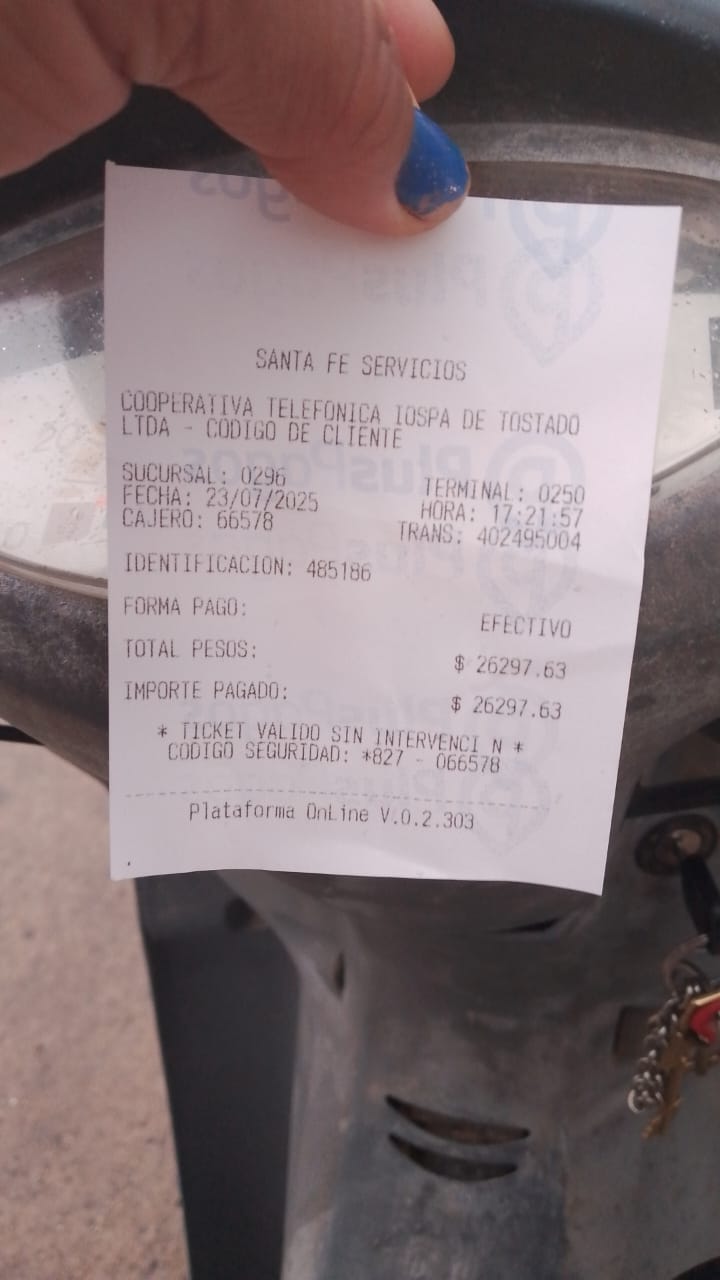 SANTA FE SERVICIOS
COOPERATIVA TELEFONICA IOSPA DE TOSTADO
LTDA - CODIGO DE CLIENTE
SUCURSAL: 0296 TERMINAL: 0250
FECHA: 23/07/2025 HORA: 17:21:57
CAJERO: 66578 TRANS: 402495004
IDENTIFICACION: 485186
FORMA PAGO: EFECTIVO
TOTAL PESOS: $ 26297.63
IMPORTE PAGADO: $ 26297.63
* TICKET VALIDO SIN INTERVENCI N *
CODIGO SEGURIDAD: *827 - 066578
Plataforma OnLine V.0.2.303
PlusPagos